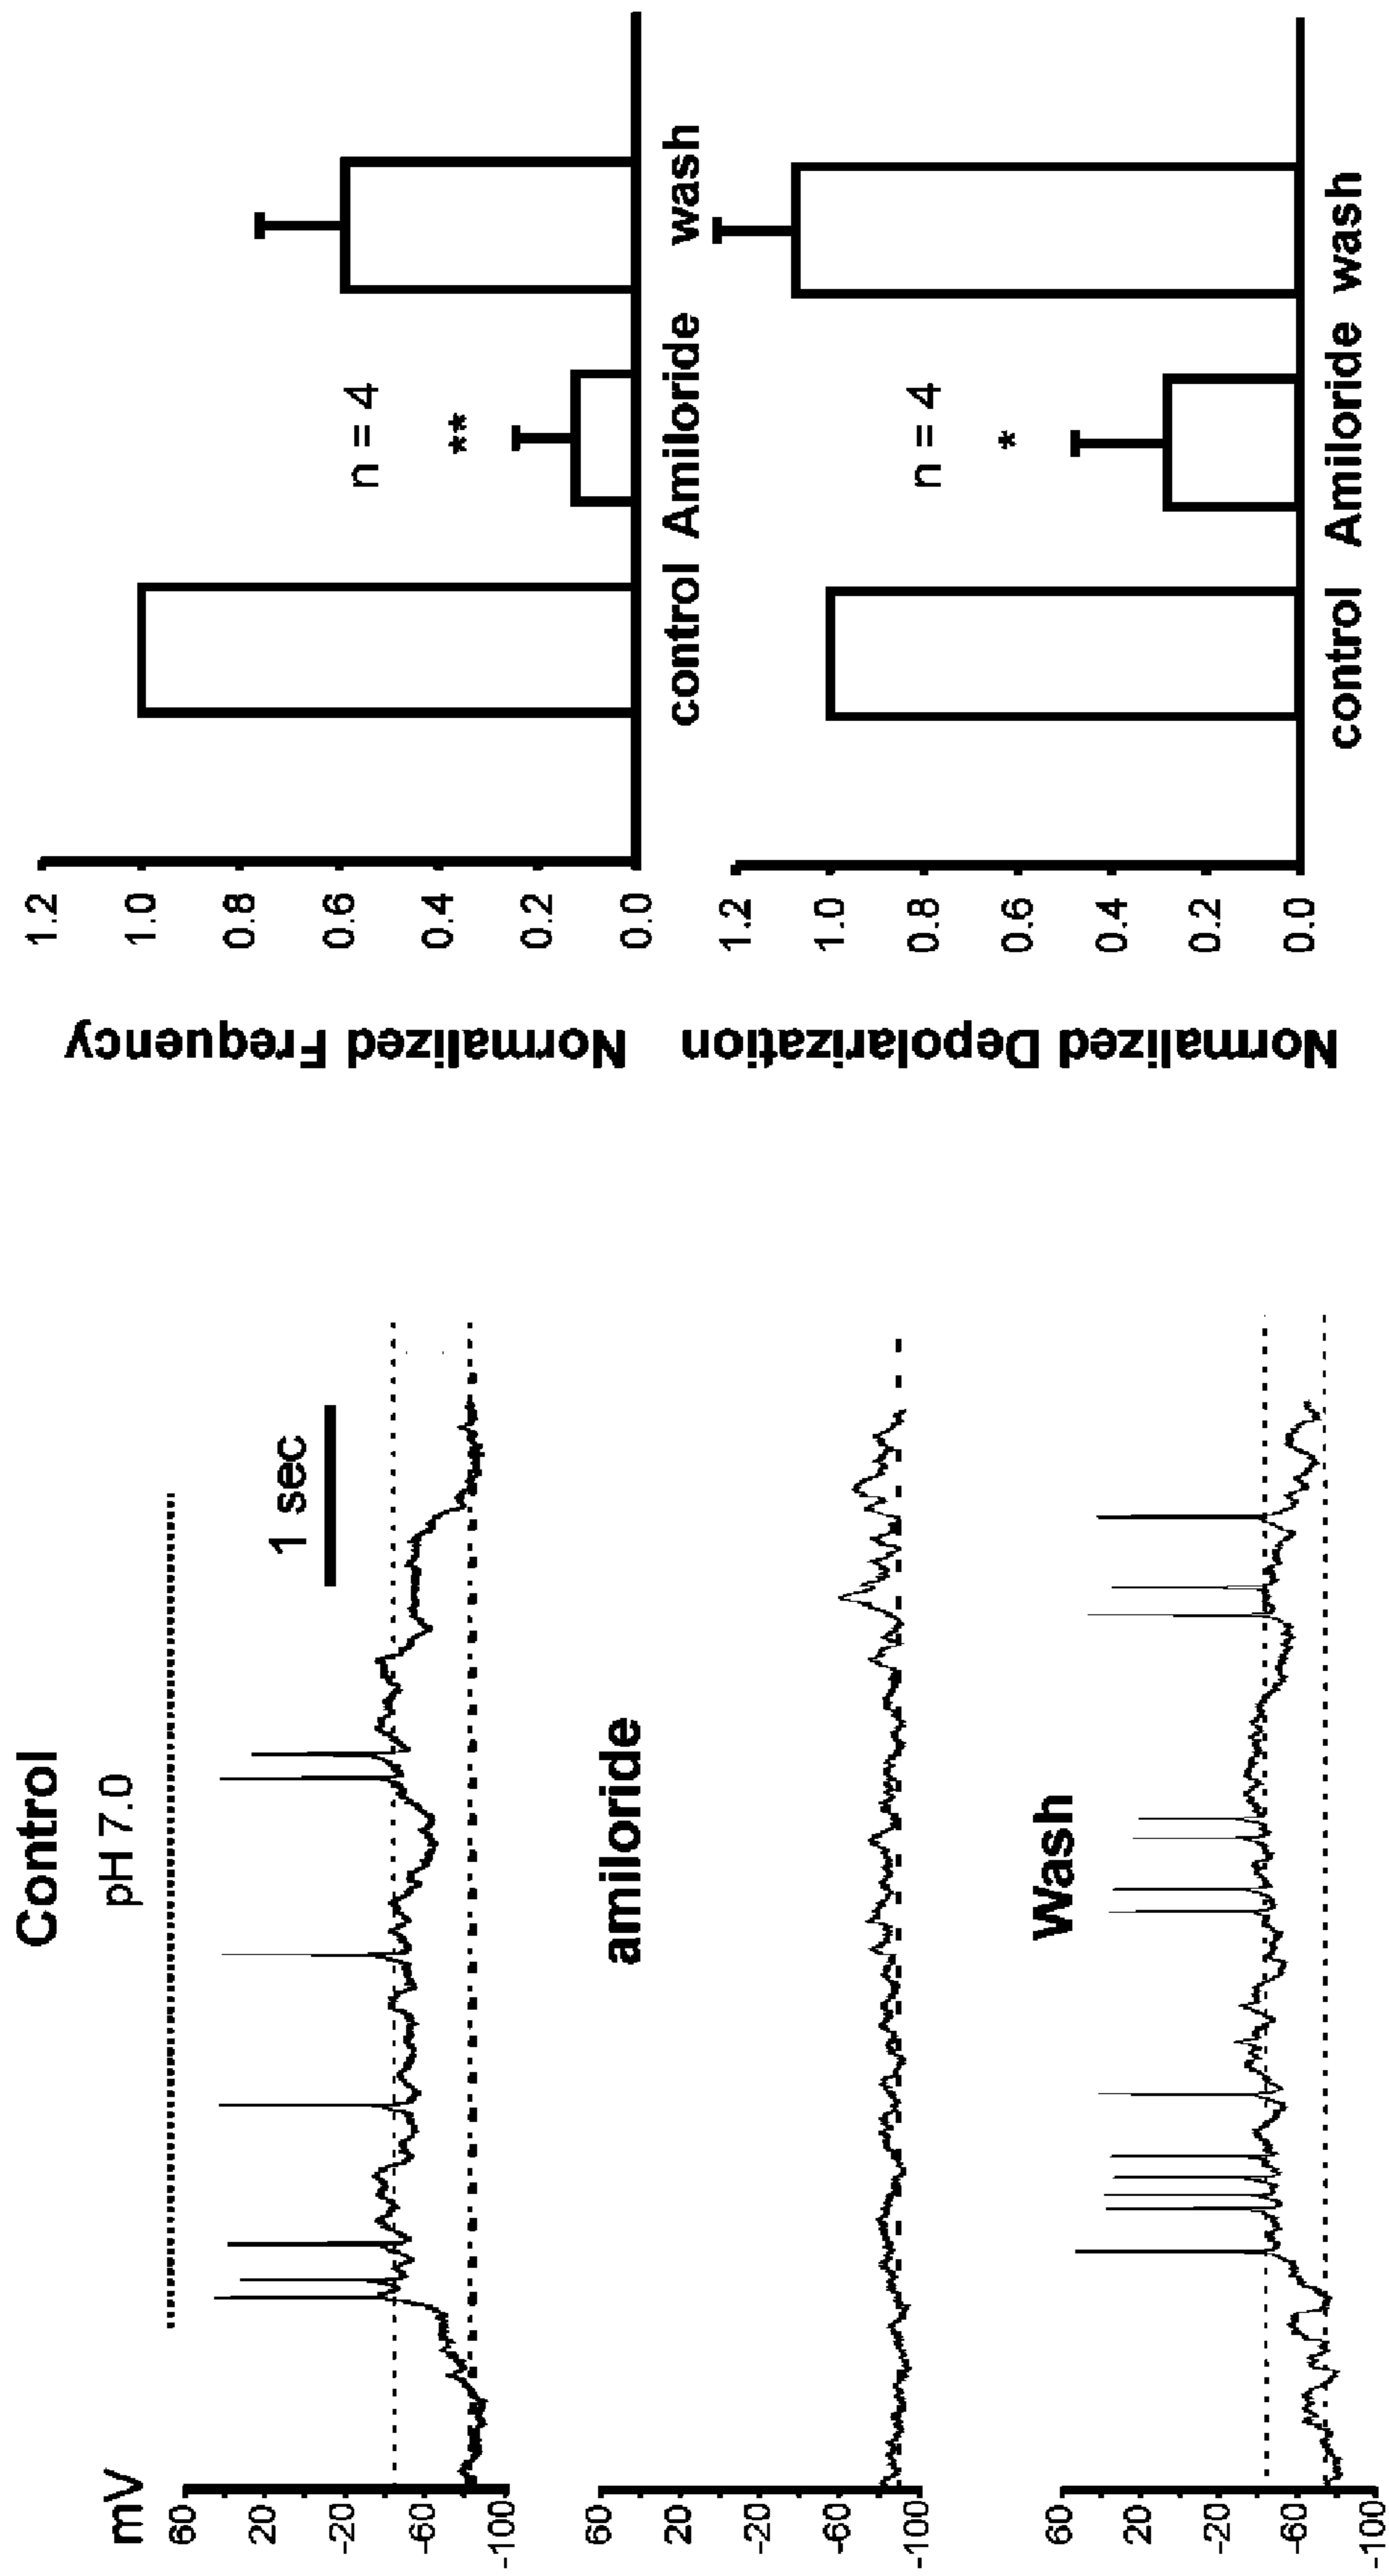 Control
pH 7.0
mV
60
20
-20
-60
-100
1 sec
amiloride
60
20
-20
-60
-100
Wash
60
20
-20
-60
-100
Normalized Frequency
1.2
1.0
0.8
0.6
0.4
0.2
0.0
n = 4
**
control Amiloride wash
Normalized Depolarization
1.2
1.0
0.8
0.6
0.4
0.2
0.0
n = 4
*
control Amiloride wash